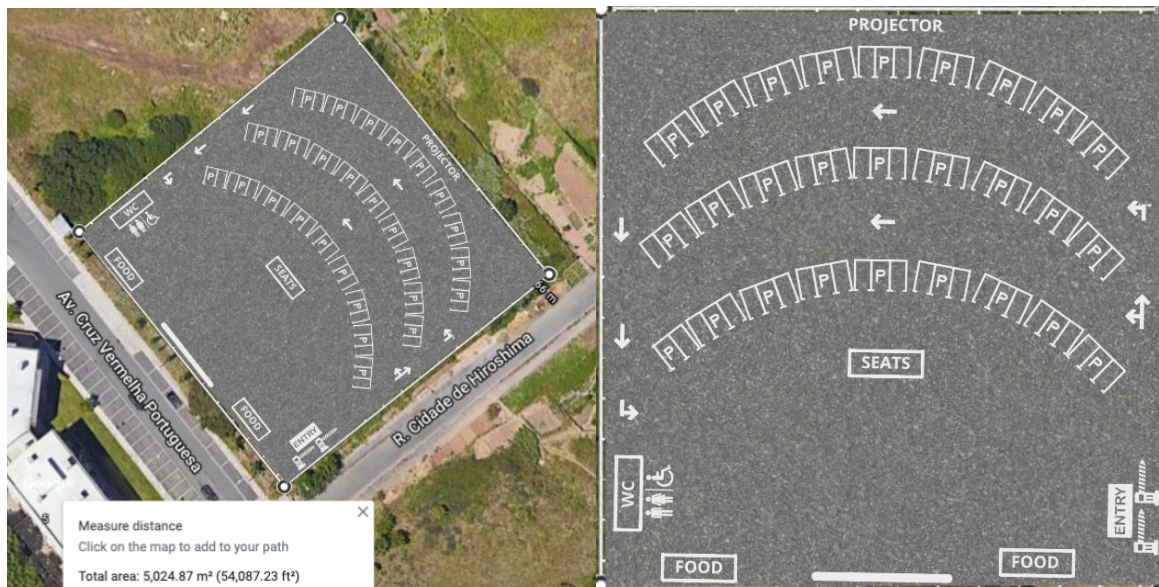 PROJECTOR
P P P P P P P P P
P P P P P P P P P
P P P P P P P P P
WC
FOOD
SEATS
FOOD
ENTRY
Av. Cruz Vermelha Portuguesa
R. Cidade de Hiroshima
5
Measure distance
Click on the map to add to your path
Total area: 5,024.87 m² (54,087.23 ft²)
PROJECTOR
P P P P P P P P P
P P P P P P P P P
P P P P P P P P P
SEATS
WC
ENTRY
FOOD
FOOD